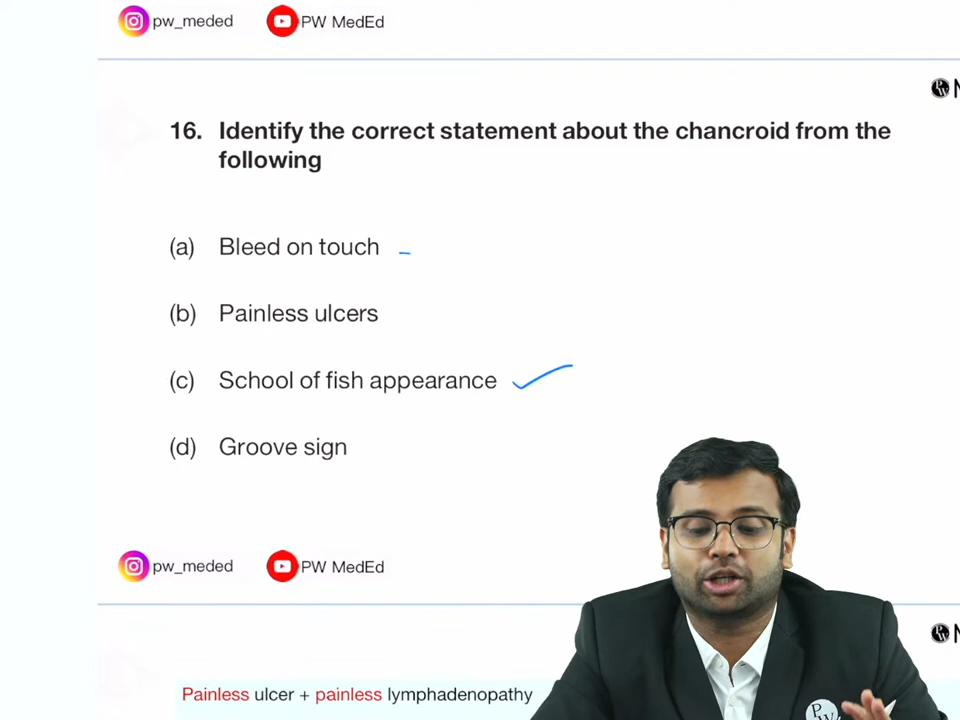 pw_meded PW MedEd
16. Identify the correct statement about the chancroid from the
following
(a) Bleed on touch
(b) Painless ulcers
(c) School of fish appearance
(d) Groove sign
pw_meded PW MedEd
Painless ulcer + painless lymphadenopathy
PW